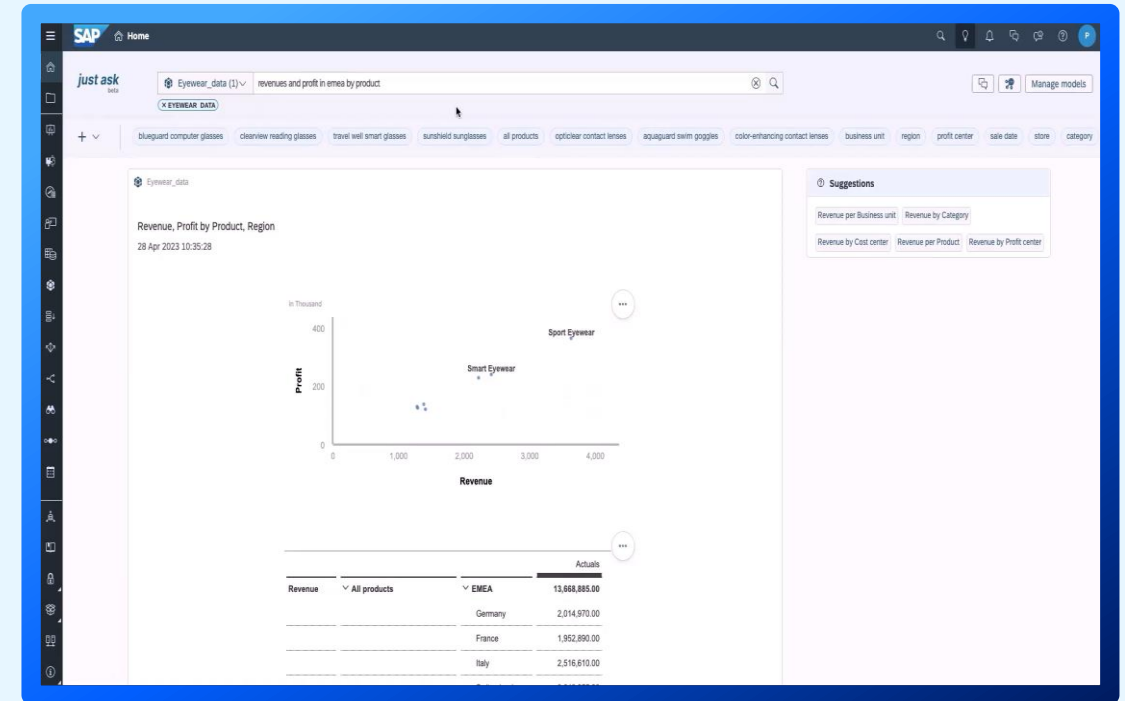 SAP Home
P
just ask
beta
Eyewear_data (1) revenues and profit in emea by product
Manage models
× EYEWEAR DATA
+ blueguard computer glasses clearview reading glasses travel well smart glasses sunshield sunglasses all products opticlear contact lenses aquaguard swim goggles color-enhancing contact lenses business unit region profit center sale date store category
Eyewear_data
Suggestions
Revenue per Business unit Revenue by Category
Revenue by Cost center Revenue per Product Revenue by Profit center
Revenue, Profit by Product, Region
28 Apr 2023 10:35:28
in Thousand
400
Sport Eyewear
Smart Eyewear
Profit
200
0
0 1,000 2,000 3,000 4,000
Revenue
Actuals
Revenue All products EMEA 13,668,885.00
Germany 2,014,970.00
France 1,952,890.00
Italy 2,516,610.00